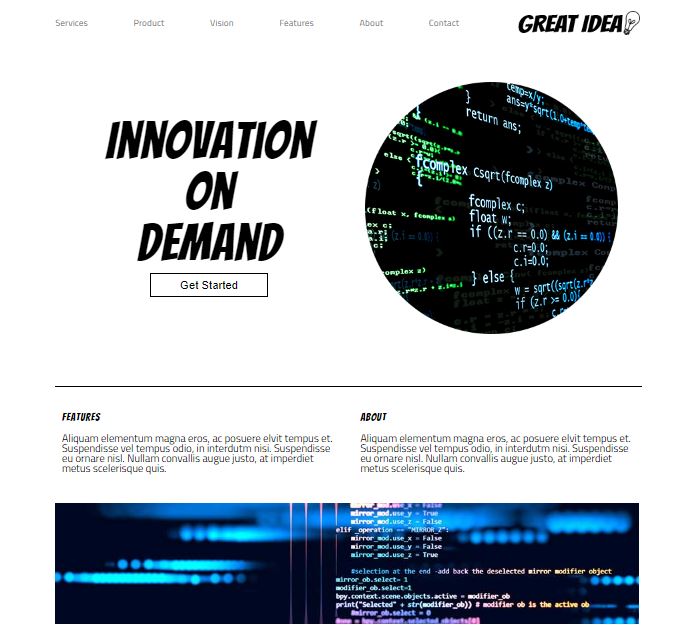 Services Product Vision Features About Contact GREAT IDEA
INNOVATION
ON
DEMAND
Get Started
temp=x/y;
ans=y*sqrt(1.0+temp*
}
return ans;
}
fcomplex Csqrt(fcomplex z)
{
fcomplex c;
float w;
if ((z.r == 0.0) && (z.i == 0.0))
c.r=0.0;
c.i=0.0;
} else {
w = sqrt((sqrt(z.r*z
if (z.r >= 0.0)
(float x, fcomplex a)
fcomplex z)
FEATURES
Aliquam elementum magna eros, ac posuere elvit tempus et.
Suspendisse vel tempus odio, in interdutm nisi. Suspendisse
eu ornare nisl. Nullam convallis augue justo, at imperdiet
metus scelerisque quis.
ABOUT
Aliquam elementum magna eros, ac posuere elvit tempus et.
Suspendisse vel tempus odio, in interdutm nisi. Suspendisse
eu ornare nisl. Nullam convallis augue justo, at imperdiet
metus scelerisque quis.
mirror_mod.use_x = False
mirror_mod.use_y = True
mirror_mod.use_z = False
elif _operation == "MIRROR_Z":
mirror_mod.use_x = False
mirror_mod.use_y = False
mirror_mod.use_z = True
#selection at the end -add back the deselected mirror modifier object
mirror_ob.select= 1
modifier_ob.select=1
bpy.context.scene.objects.active = modifier_ob
print("Selected" + str(modifier_ob)) # modifier ob is the active ob
#mirror_ob.select = 0
#one = bpy.context.selected_objects[0]